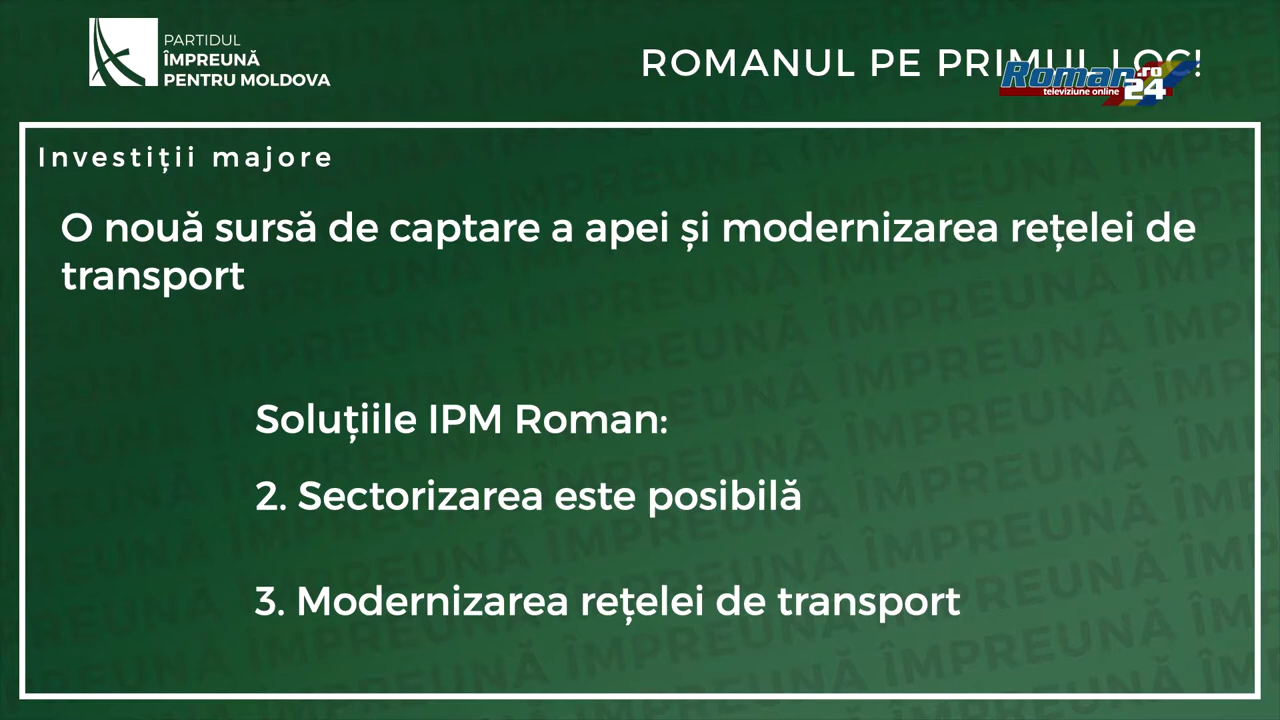 PARTIDUL
ÎMPREUNĂ
PENTRU MOLDOVA
ROMANUL PE PRIMUL LOC!
Roman.ro
televiziune online 24
Investiții majore
O nouă sursă de captare a apei și modernizarea rețelei de
transport
Soluțiile IPM Roman:
2. Sectorizarea este posibilă
3. Modernizarea rețelei de transport